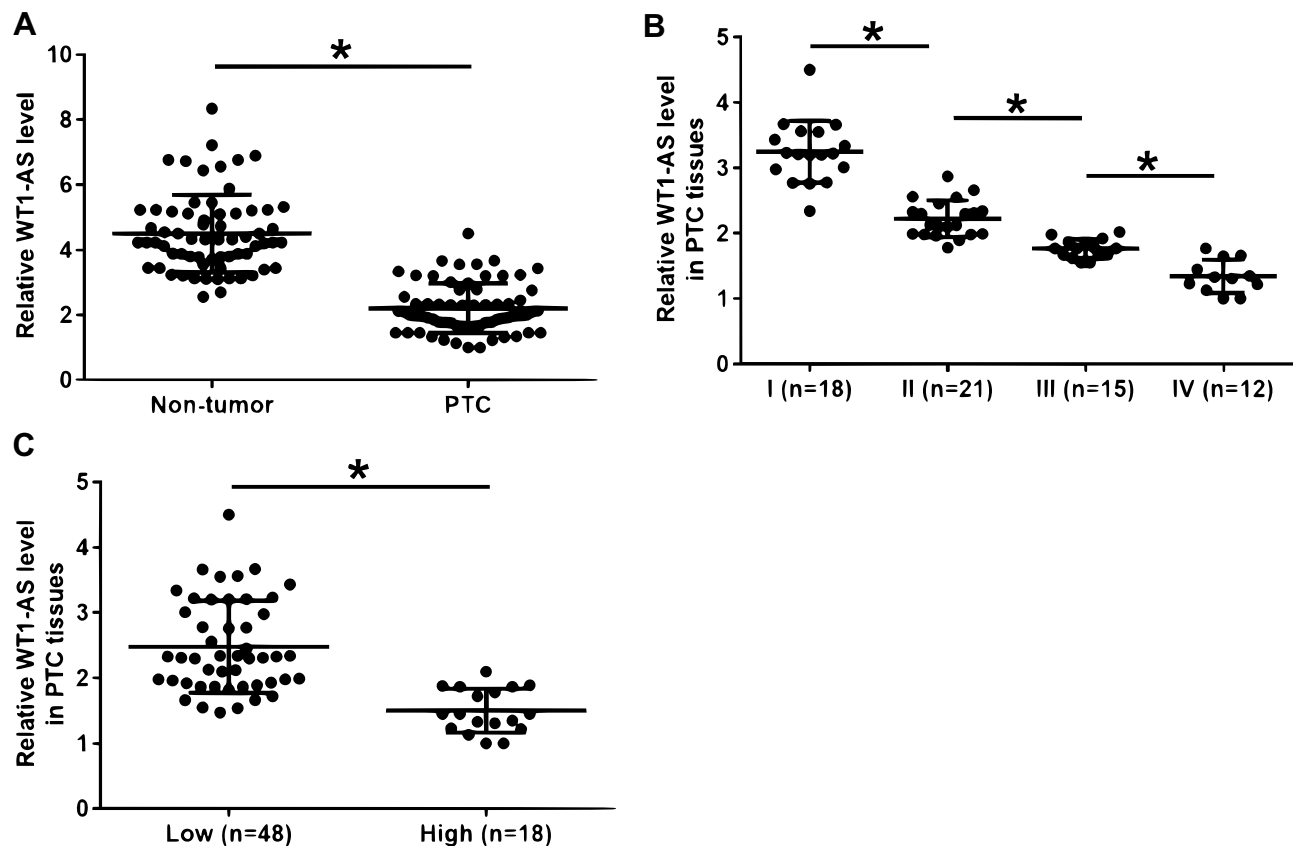 A
Relative WT1-AS level
10
8
6
4
2
0
*
Non-tumor
PTC
B
Relative WT1-AS level
in PTC tissues
5
4
3
2
1
0
*
*
*
I (n=18)
II (n=21)
III (n=15)
IV (n=12)
C
Relative WT1-AS level
in PTC tissues
5
4
3
2
1
0
*
Low (n=48)
High (n=18)